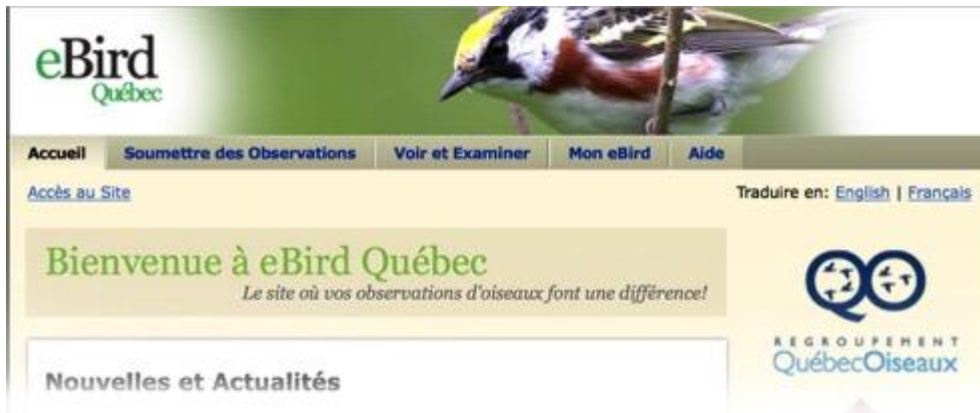 eBird
Québec
Accueil Soumettre des Observations Voir et Examiner Mon eBird Aide
Accès au Site
Traduire en: English | Français
Bienvenue à eBird Québec
Le site où vos observations d'oiseaux font une différence!
REGROUPEMENT
QuébecOiseaux
Nouvelles et Actualités